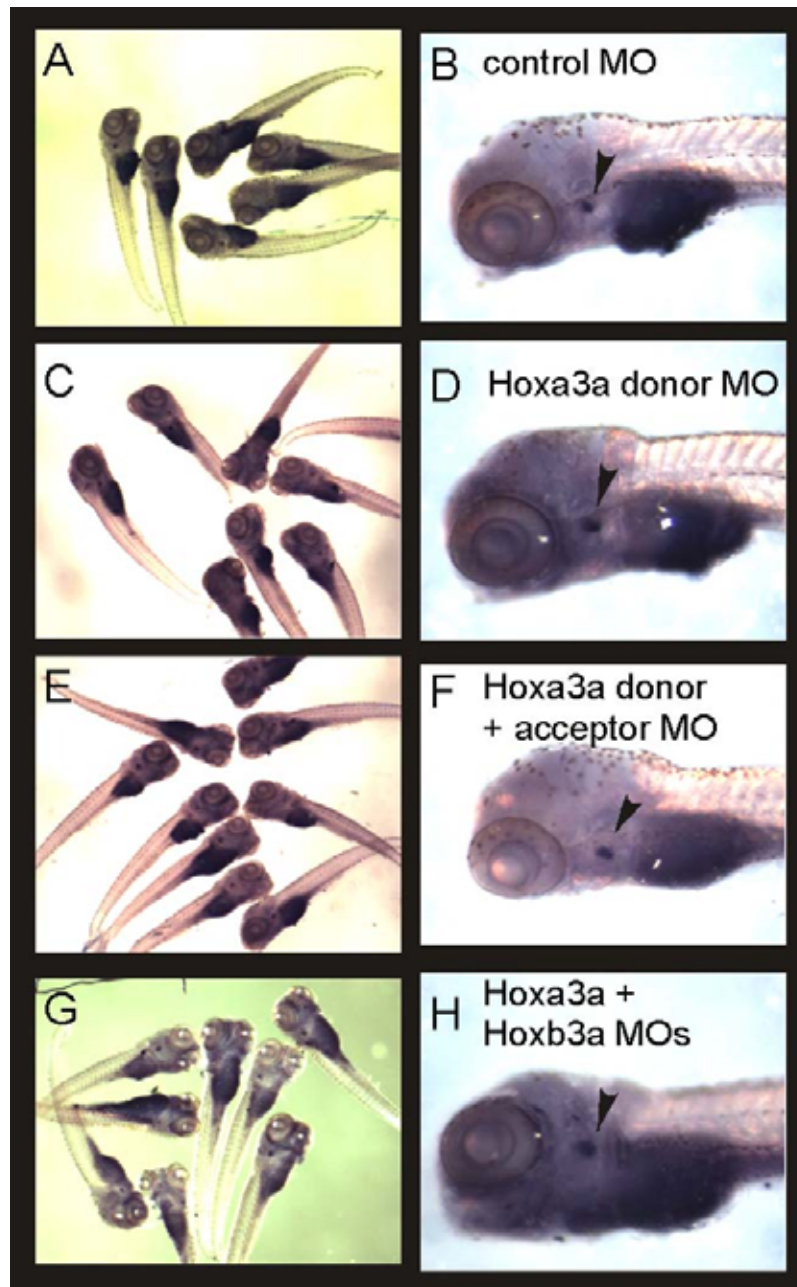 A
B control MO
C
D Hoxa3a donor MO
E
F Hoxa3a donor
+ acceptor MO
G
H Hoxa3a +
Hoxb3a MOs